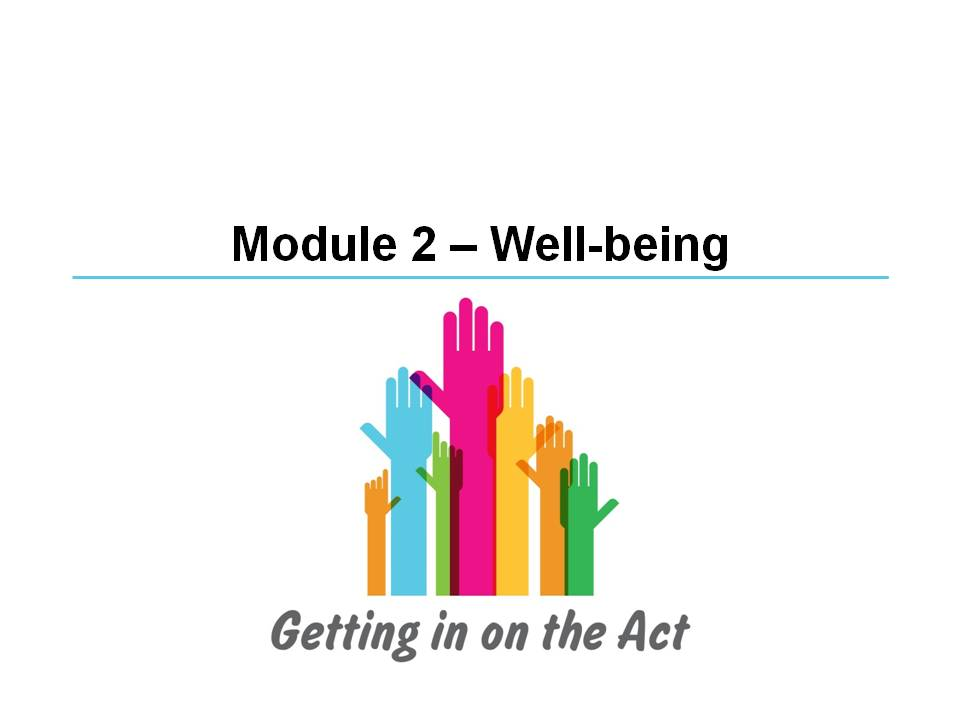 Module 2 – Well-being
Getting in on the Act